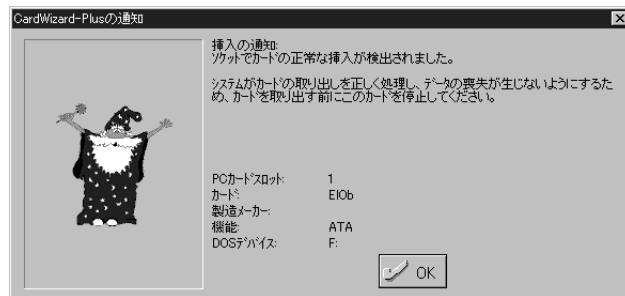 CardWizard-Plusの通知
挿入の通知:
ソケットでカードの正常な挿入が検出されました。
システムがカードの取り出しを正しく処理し、データの喪失が生じないようにするた
め、カードを取り出す前にこのカードを停止してください。
PCカードスロット: 1
カード: EIOb
製造メーカー:
機能: ATA
DOSデバイス: F:
OK